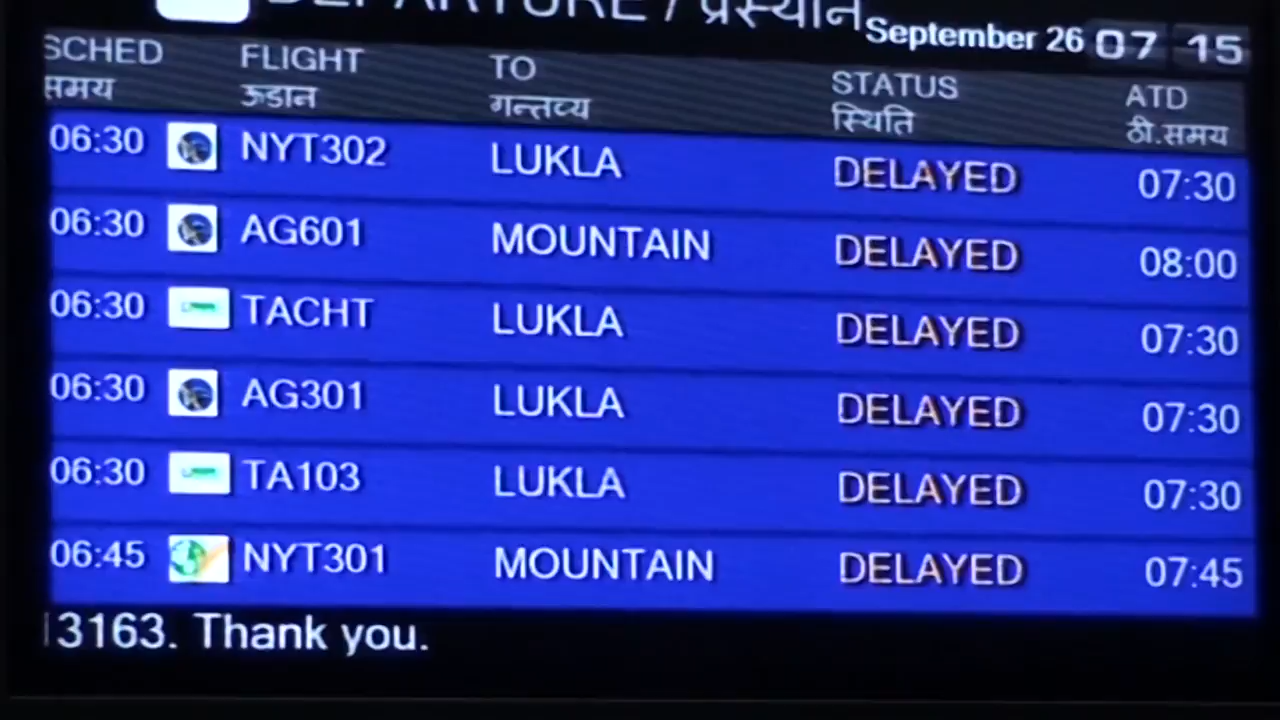 DEPARTURE / प्रस्थान September 26 07 15
SCHED FLIGHT TO STATUS ATD
समय ऊडान गन्तव्य स्थिति ठी.समय
06:30 NYT302 LUKLA DELAYED 07:30
06:30 AG601 MOUNTAIN DELAYED 08:00
06:30 TACHT LUKLA DELAYED 07:30
06:30 AG301 LUKLA DELAYED 07:30
06:30 TA103 LUKLA DELAYED 07:30
06:45 NYT301 MOUNTAIN DELAYED 07:45
3163. Thank you.